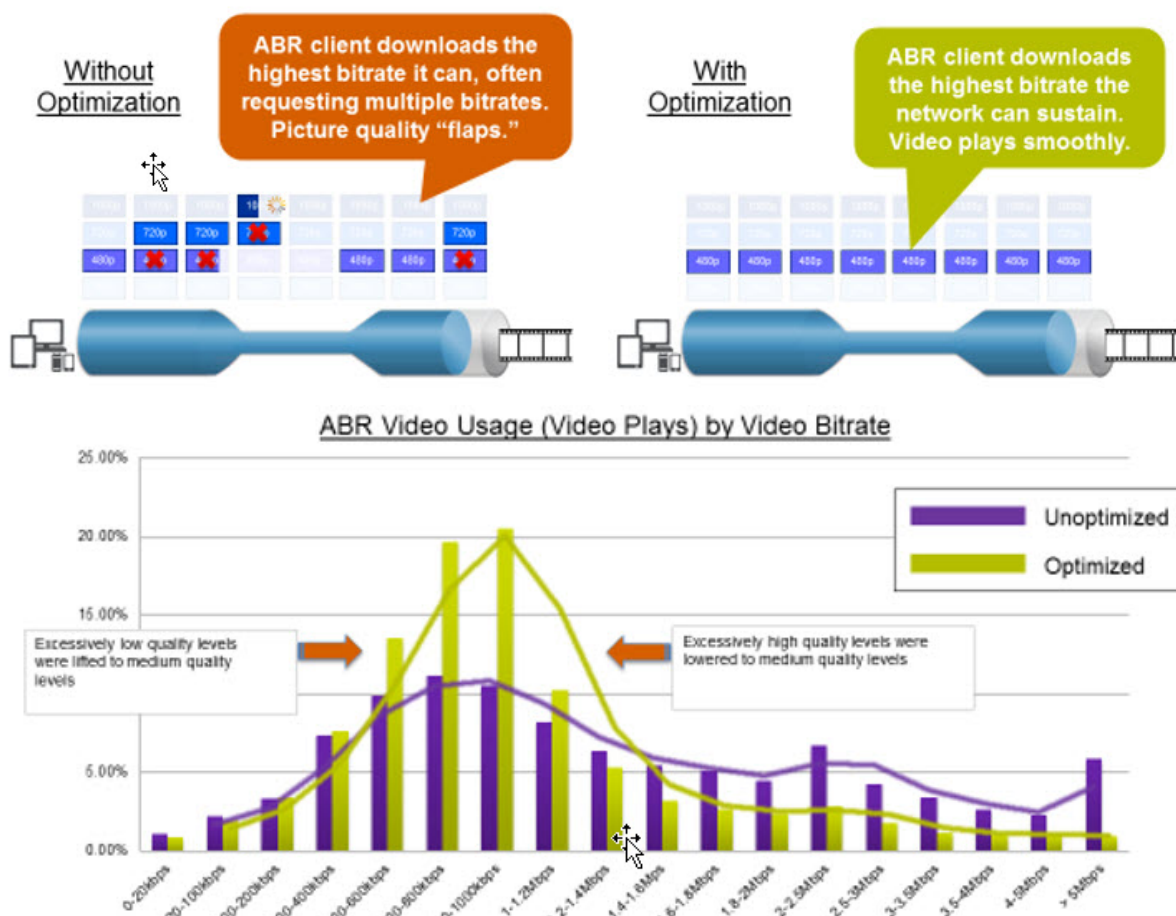 Without
Optimization
ABR client downloads the
highest bitrate it can, often
requesting multiple bitrates.
Picture quality “flaps.”
With
Optimization
ABR client downloads
the highest bitrate the
network can sustain.
Video plays smoothly.
720p 720p 720p
480p 480p 480p
480p 480p 480p 480p 480p 480p 480p 480p
ABR Video Usage (Video Plays) by Video Bitrate
25.00%
20.00%
15.00%
5.00%
0.00%
Unoptimized
Optimized
Excessively low quality levels
were lifted to medium quality
levels
Excessively high quality levels were
lowered to medium quality levels
0-20kbps
1-1.2Mbps
1.4-1.6Mbps
1.8-2Mbps
2-2.5Mbps
2.5-3Mbps
3-3.5Mbps
3.5-4Mbps
4-5Mbps
> 5Mbps